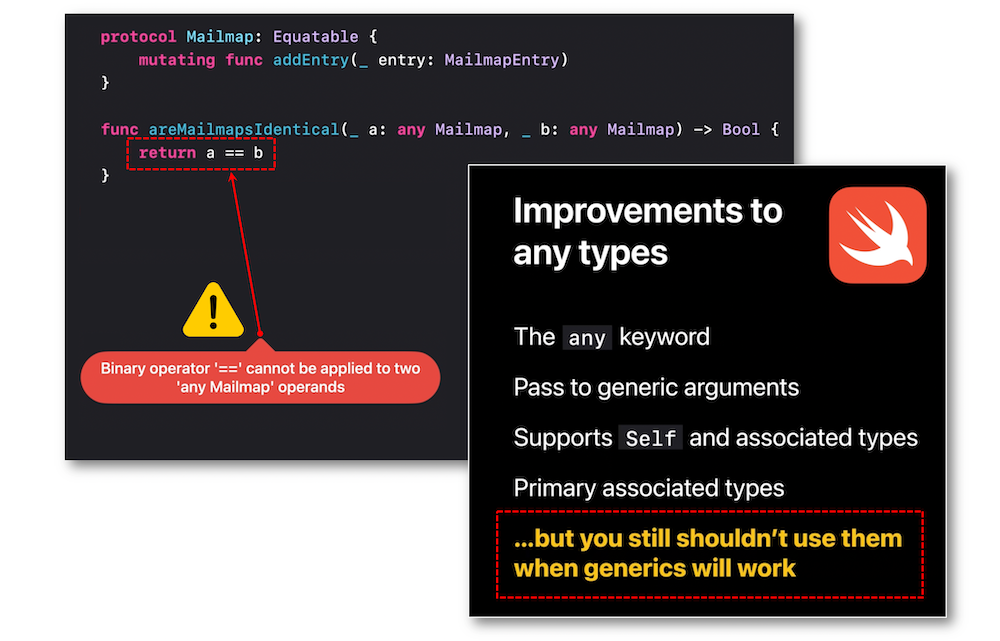 protocol Mailmap: Equatable {
    mutating func addEntry(_ entry: MailmapEntry)
}
func areMailmapsIdentical(_ a: any Mailmap, _ b: any Mailmap) -> Bool {
    return a == b
}
Binary operator '==' cannot be applied to two
'any Mailmap' operands
Improvements to
any types
The any keyword
Pass to generic arguments
Supports Self and associated types
Primary associated types
...but you still shouldn’t use them
when generics will work